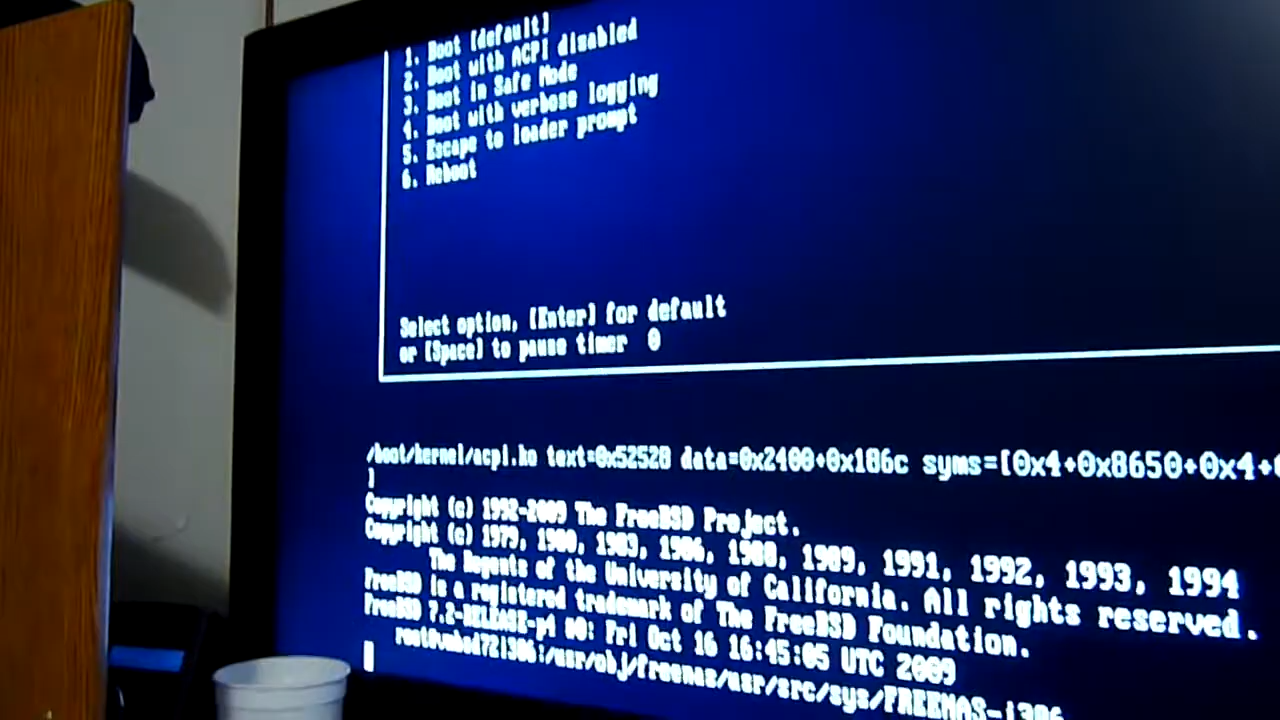 1. Boot [default]
2. Boot with ACPI disabled
3. Boot in Safe Mode
4. Boot with verbose logging
5. Escape to loader prompt
6. Reboot
Select option, [Enter] for default
or [Space] to pause timer 0
/boot/kernel/acpi.ko text=0x52528 data=0x2400+0x186c syms=[0x4+0x8650+0x4+
]
Copyright (c) 1992-2009 The FreeBSD Project.
Copyright (c) 1979, 1980, 1983, 1986, 1988, 1989, 1991, 1992, 1993, 1994
The Regents of the University of California. All rights reserved.
FreeBSD is a registered trademark of The FreeBSD Foundation.
FreeBSD 7.2-RELEASE-p4 #0: Fri Oct 16 16:45:05 UTC 2009
:/usr/obj/freenas/usr/src/sys/FREENAS-i386